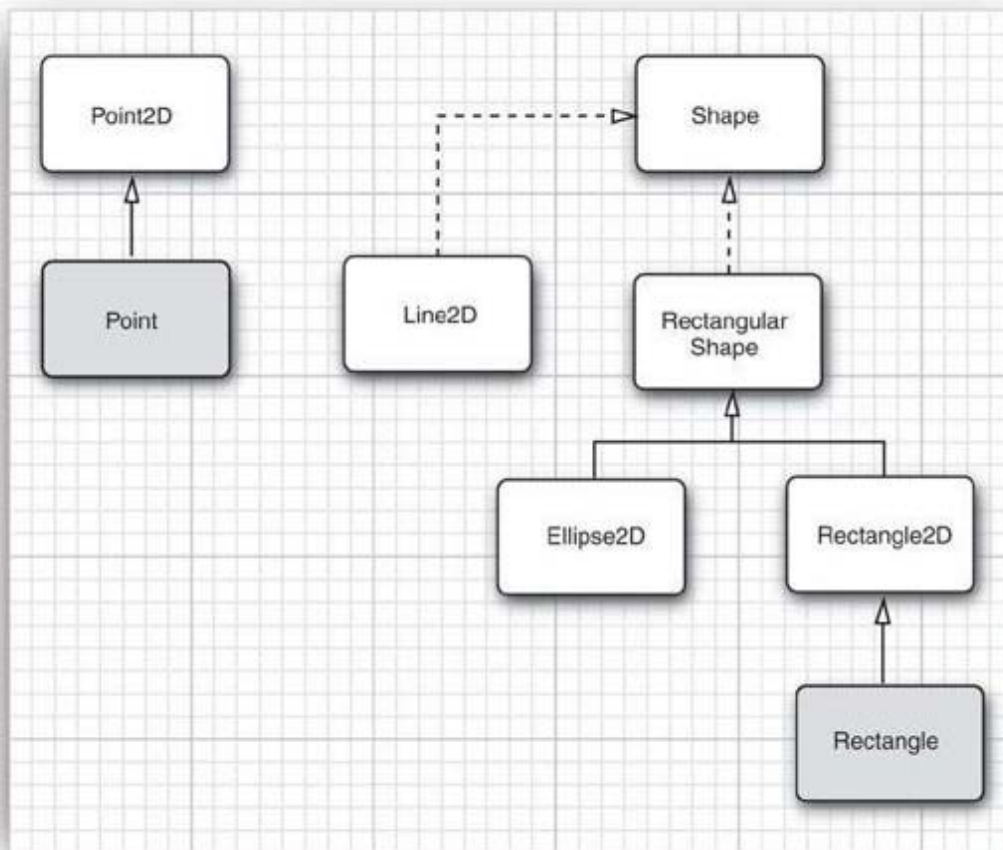 Point2D
Shape
Point
Line2D
Rectangular
Shape
Ellipse2D
Rectangle2D
Rectangle